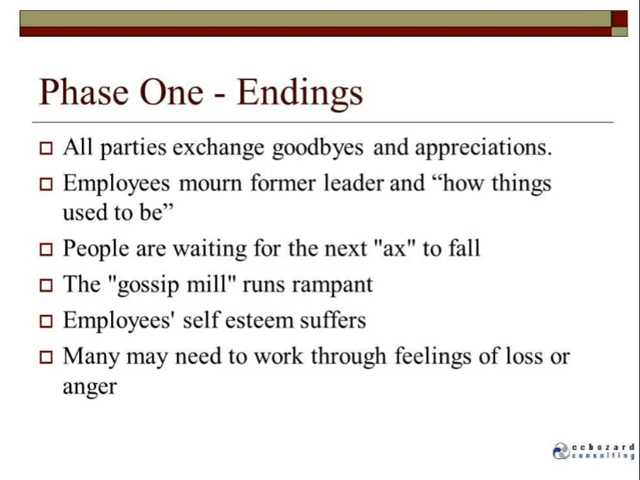 Phase One - Endings
All parties exchange goodbyes and appreciations.
Employees mourn former leader and “how things
used to be”
People are waiting for the next "ax" to fall
The "gossip mill" runs rampant
Employees' self esteem suffers
Many may need to work through feelings of loss or
anger
ccbozard
consulting